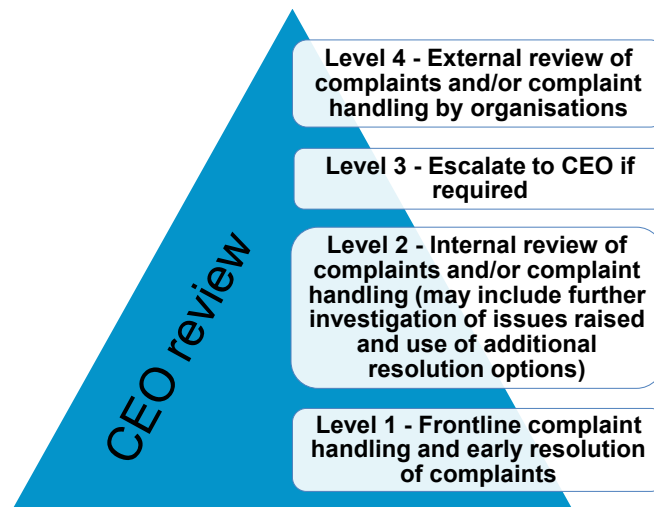 Level 4 - External review of
complaints and/or complaint
handling by organisations
Level 3 - Escalate to CEO if
required
Level 2 - Internal review of
complaints and/or complaint
handling (may include further
investigation of issues raised
and use of additional
resolution options)
Level 1 - Frontline complaint
handling and early resolution
of complaints
CEO review